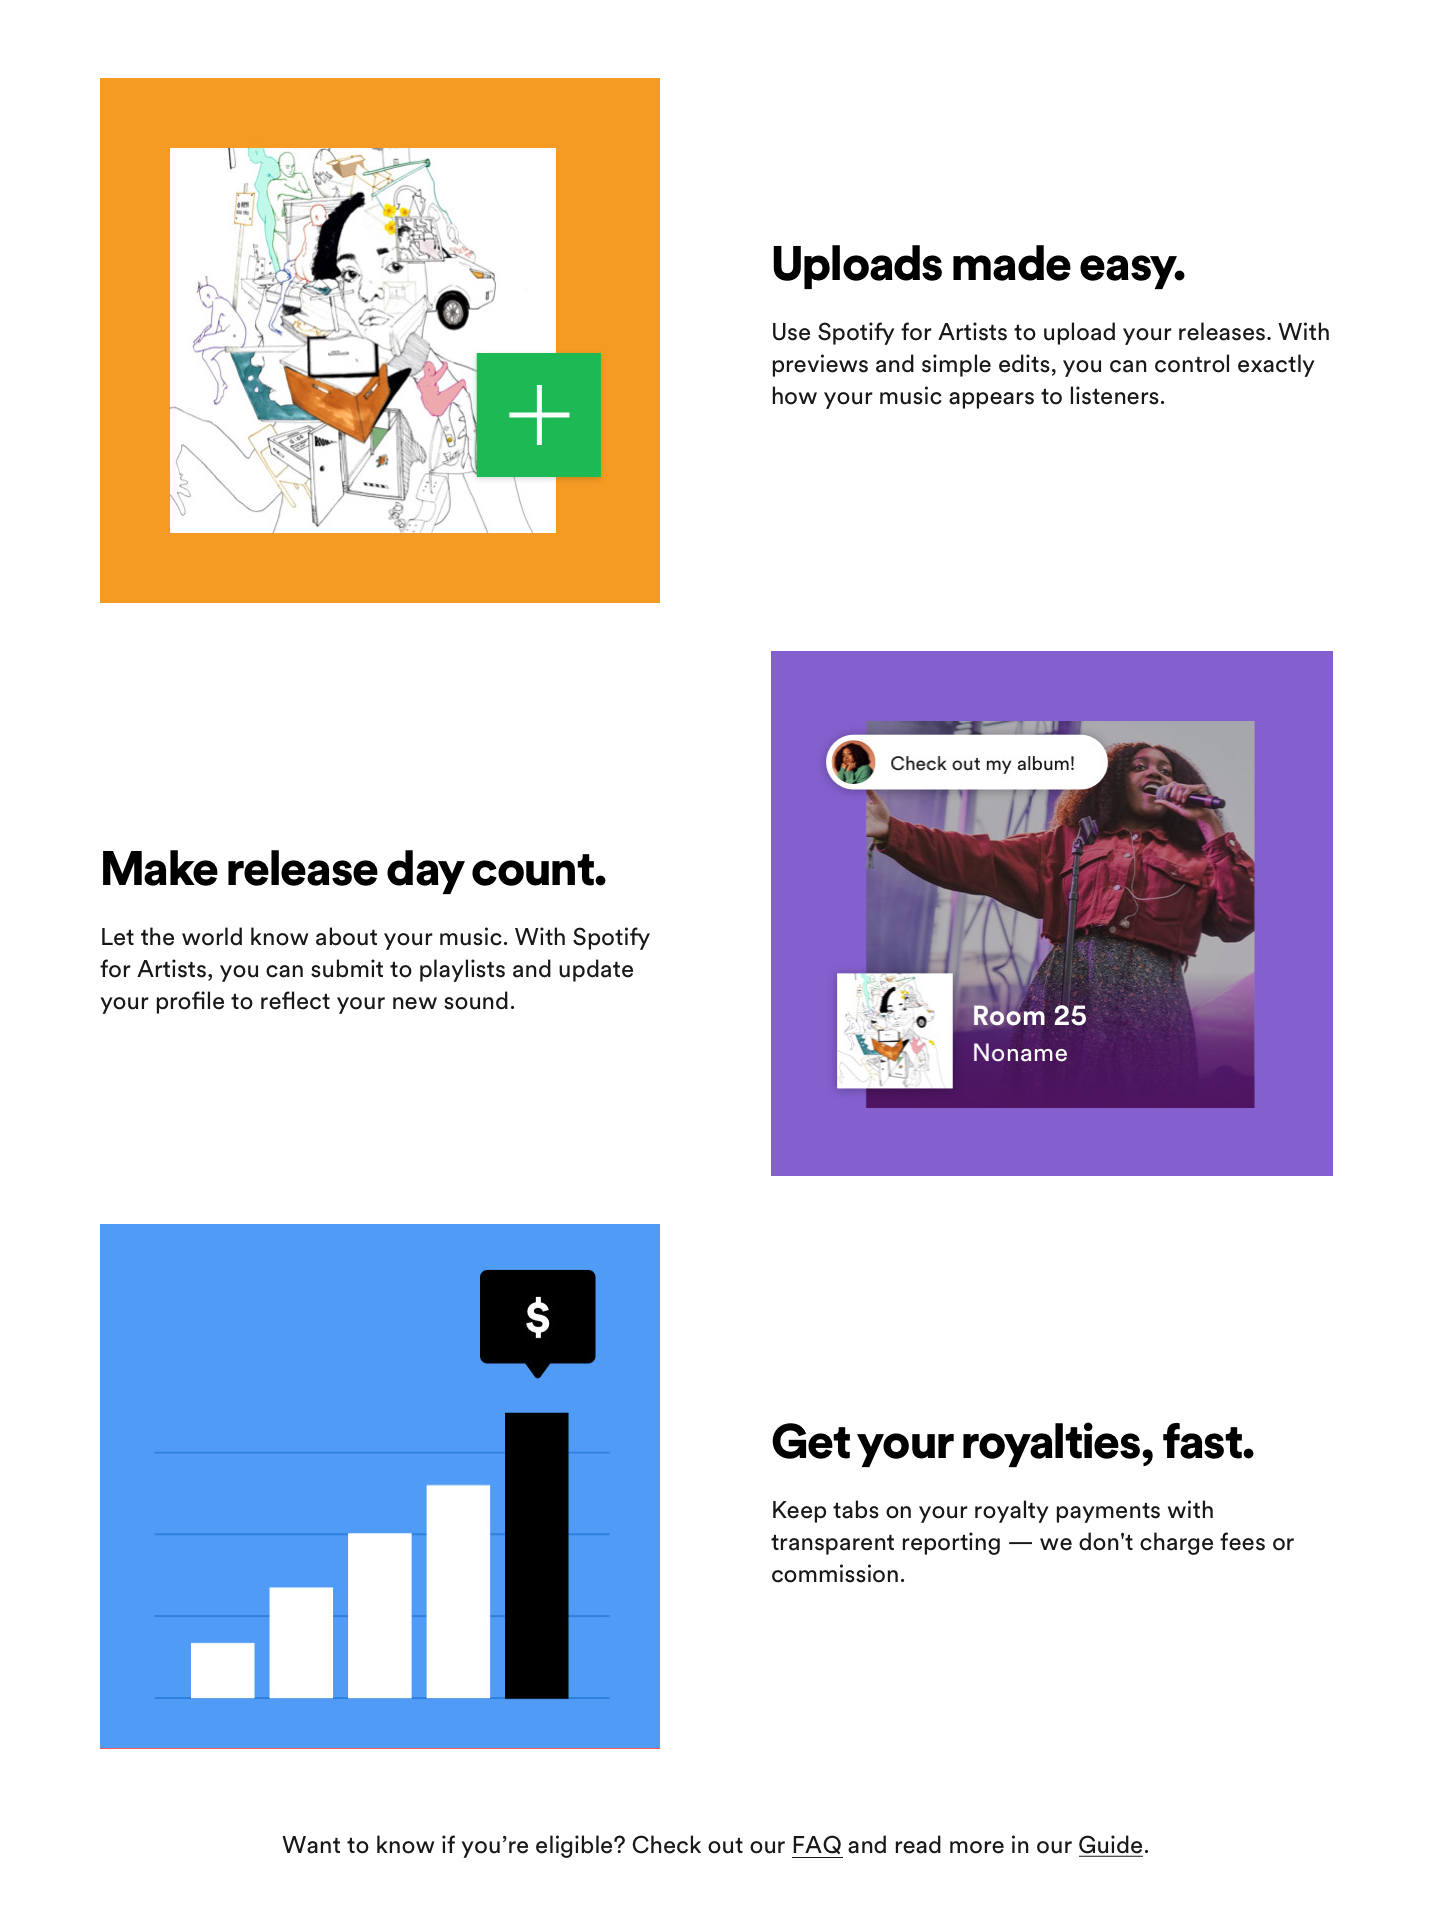 Uploads made easy.
Use Spotify for Artists to upload your releases. With
previews and simple edits, you can control exactly
how your music appears to listeners.
Check out my album!
Room 25
Noname
Make release day count.
Let the world know about your music. With Spotify
for Artists, you can submit to playlists and update
your profile to reflect your new sound.
$
Get your royalties, fast.
Keep tabs on your royalty payments with
transparent reporting — we don't charge fees or
commission.
Want to know if you’re eligible? Check out our FAQ and read more in our Guide.